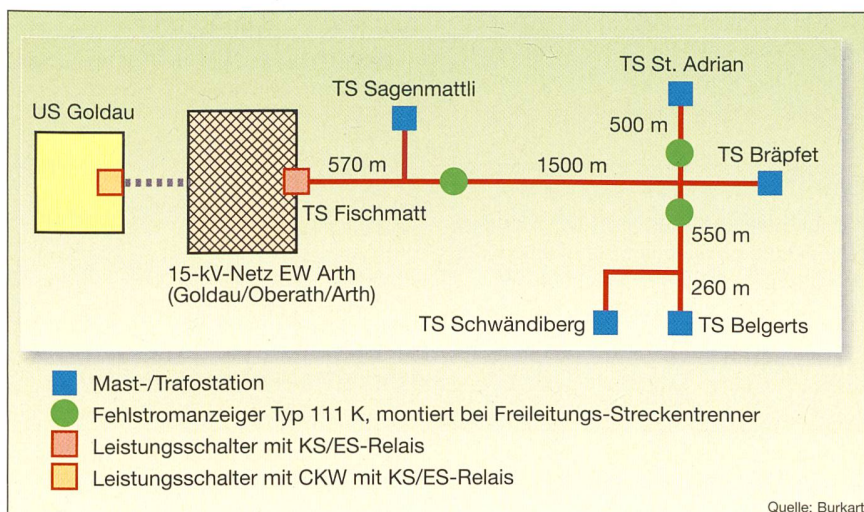 US Goldau
TS Sagenmattli
TS St. Adrian
500 m
TS Bräpfet
570 m
1500 m
TS Fischmatt
550 m
15-kV-Netz EW Arth
(Goldau/Oberath/Arth)
260 m
TS Schwändiberg
TS Belgerts
Mast-/Trafostation
Fehlstromanzeiger Typ 111 K, montiert bei Freileitungs-Streckentrenner
Leistungsschalter mit KS/ES-Relais
Leistungsschalter mit CKW mit KS/ES-Relais
Quelle: Burkart